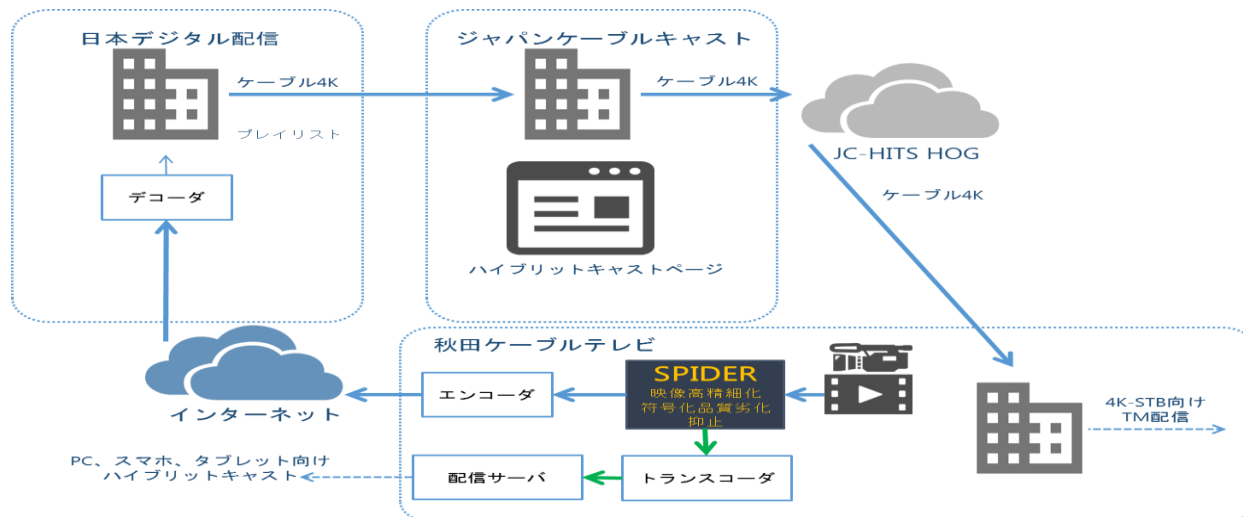 日本デジタル配信
ケーブル4K
プレイリスト
デコーダ
ジャパンケーブルキャスト
ケーブル4K
ハイブリットキャストページ
JC-HITS HOG
ケーブル4K
インターネット
秋田ケーブルテレビ
エンコーダ
SPIDER
映像高精細化
符号化品質劣化
抑止
4K-STB向け
TM配信
PC、スマホ、タブレット向け
ハイブリットキャスト
配信サーバ
トランスコーダ